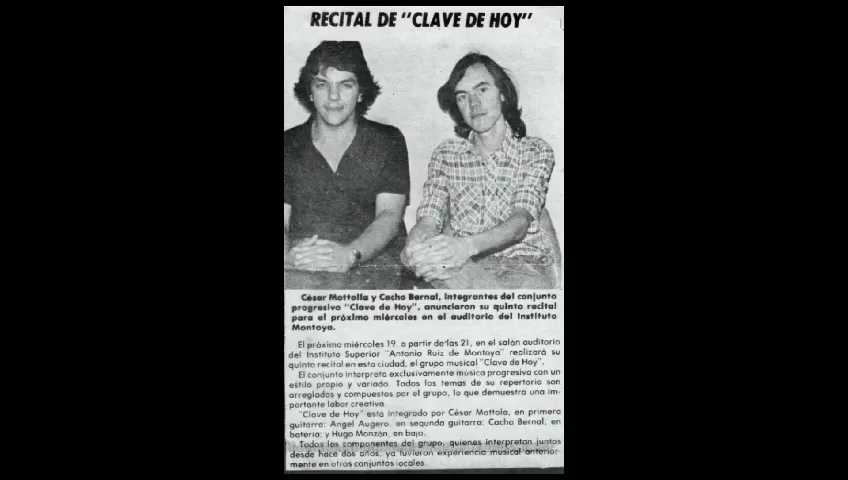 RECITAL DE "CLAVE DE HOY"
César Mattolla y Cacho Bernal, integrantes del conjunto
progresivo "Clave de Hoy", anunciaron su quinto recital
para el próximo miércoles en el auditorio del Instituto
Montoya.
El próximo miércoles 19, a partir de las 21, en el salón auditorio
del Instituto Superior "Antonio Ruiz de Montoya" realizará su
quinto recital en esta ciudad, el grupo musical "Clave de Hoy".
El conjunto interpreta exclusivamente música progresiva con un
estilo propio y variado. Todos los temas de su repertorio son
arreglados y compuestos por el grupo, lo que demuestra una im-
portante labor creativa.
"Clave de Hoy" está integrado por César Mattola, en primera
guitarra; Angel Augero, en segunda guitarra; Cacho Bernal, en
batería; y Hugo Monzón, en bajo.
Todos los componentes del grupo, quienes interpretan juntos
desde hace dos años, ya tuvieron experiencia musical anterior-
mente en otros conjuntos locales.